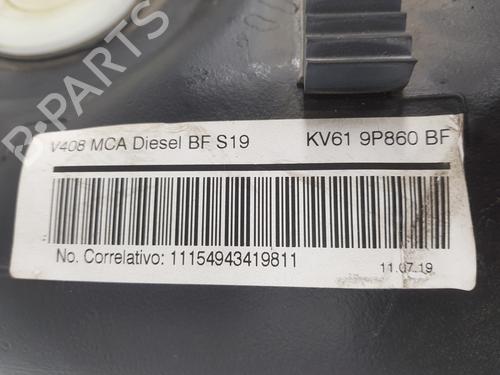 B-PARTS
V408 MCA Diesel BF S19 KV61 9P860 BF
No. Correlativo: 11154943419811
11.07.19